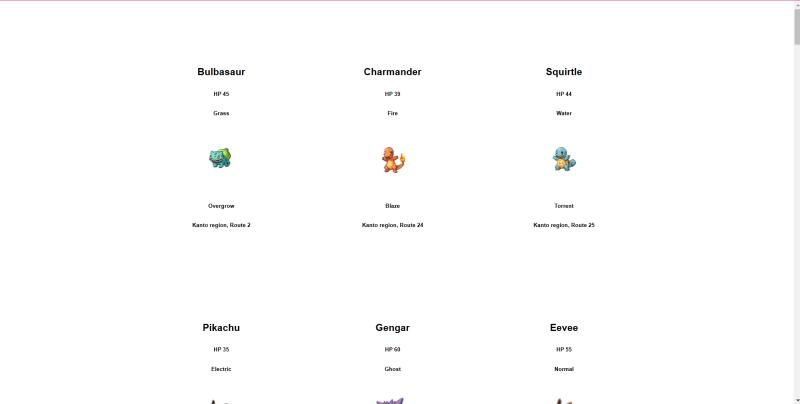 Bulbasaur
HP 45
Grass
Overgrow
Kanto region, Route 2
Charmander
HP 39
Fire
Blaze
Kanto region, Route 24
Squirtle
HP 44
Water
Torrent
Kanto region, Route 25
Pikachu
HP 35
Electric
Gengar
HP 60
Ghost
Eevee
HP 55
Normal